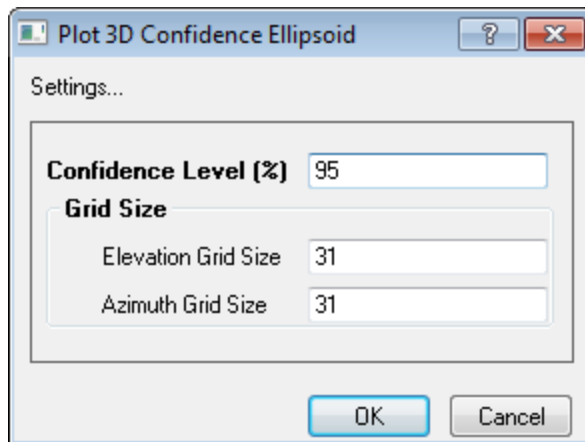 Plot 3D Confidence Ellipsoid
Settings...
Confidence Level (%) 95
Grid Size
Elevation Grid Size 31
Azimuth Grid Size 31
OK Cancel